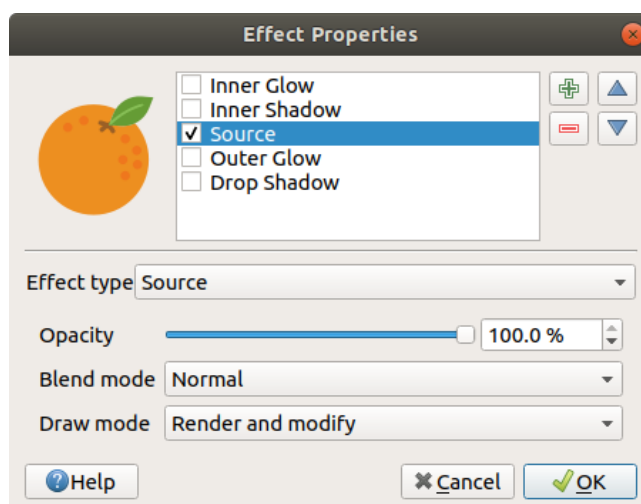 Effect Properties
Inner Glow
Inner Shadow
Source
Outer Glow
Drop Shadow
Effect type Source
Opacity 100.0 %
Blend mode Normal
Draw mode Render and modify
Help Cancel OK